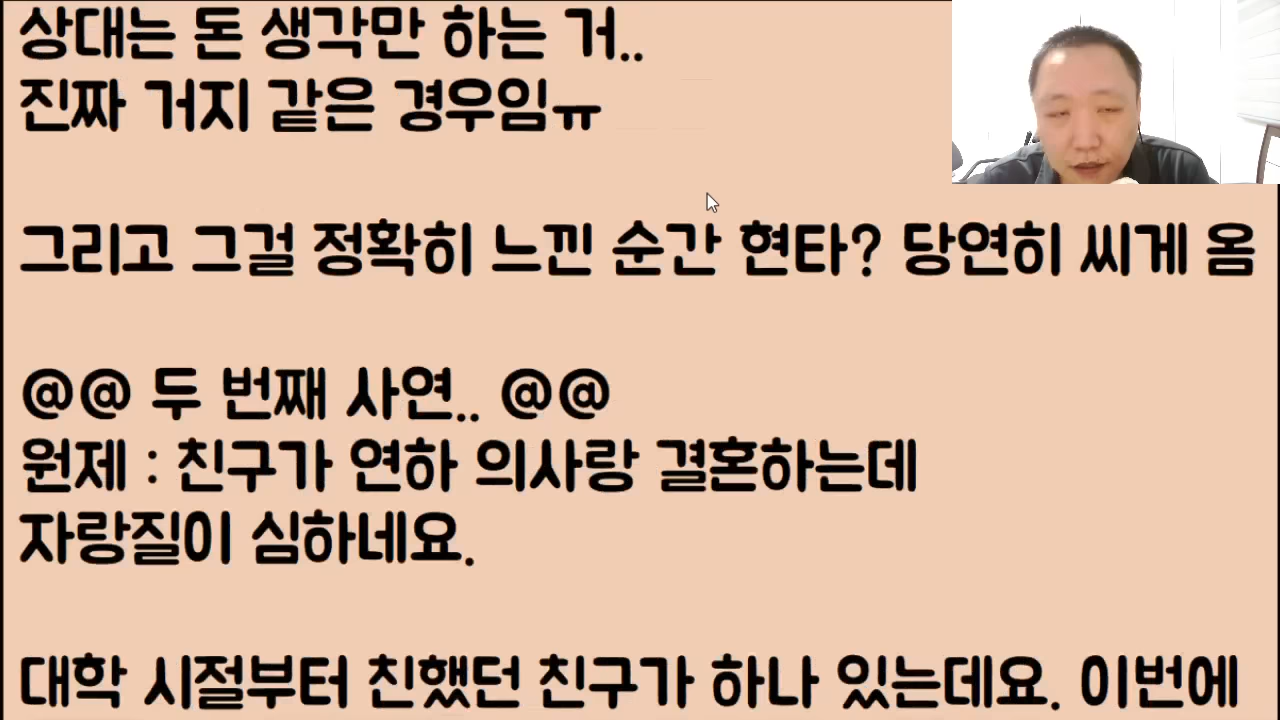 상대는 돈 생각만 하는 거..
진짜 거지 같은 경우임ㅠ
그리고 그걸 정확히 느낀 순간 현타? 당연히 씨게 옴
@@ 두 번째 사연.. @@
원제 : 친구가 연하 의사랑 결혼하는데
자랑질이 심하네요.
대학 시절부터 친했던 친구가 하나 있는데요. 이번에